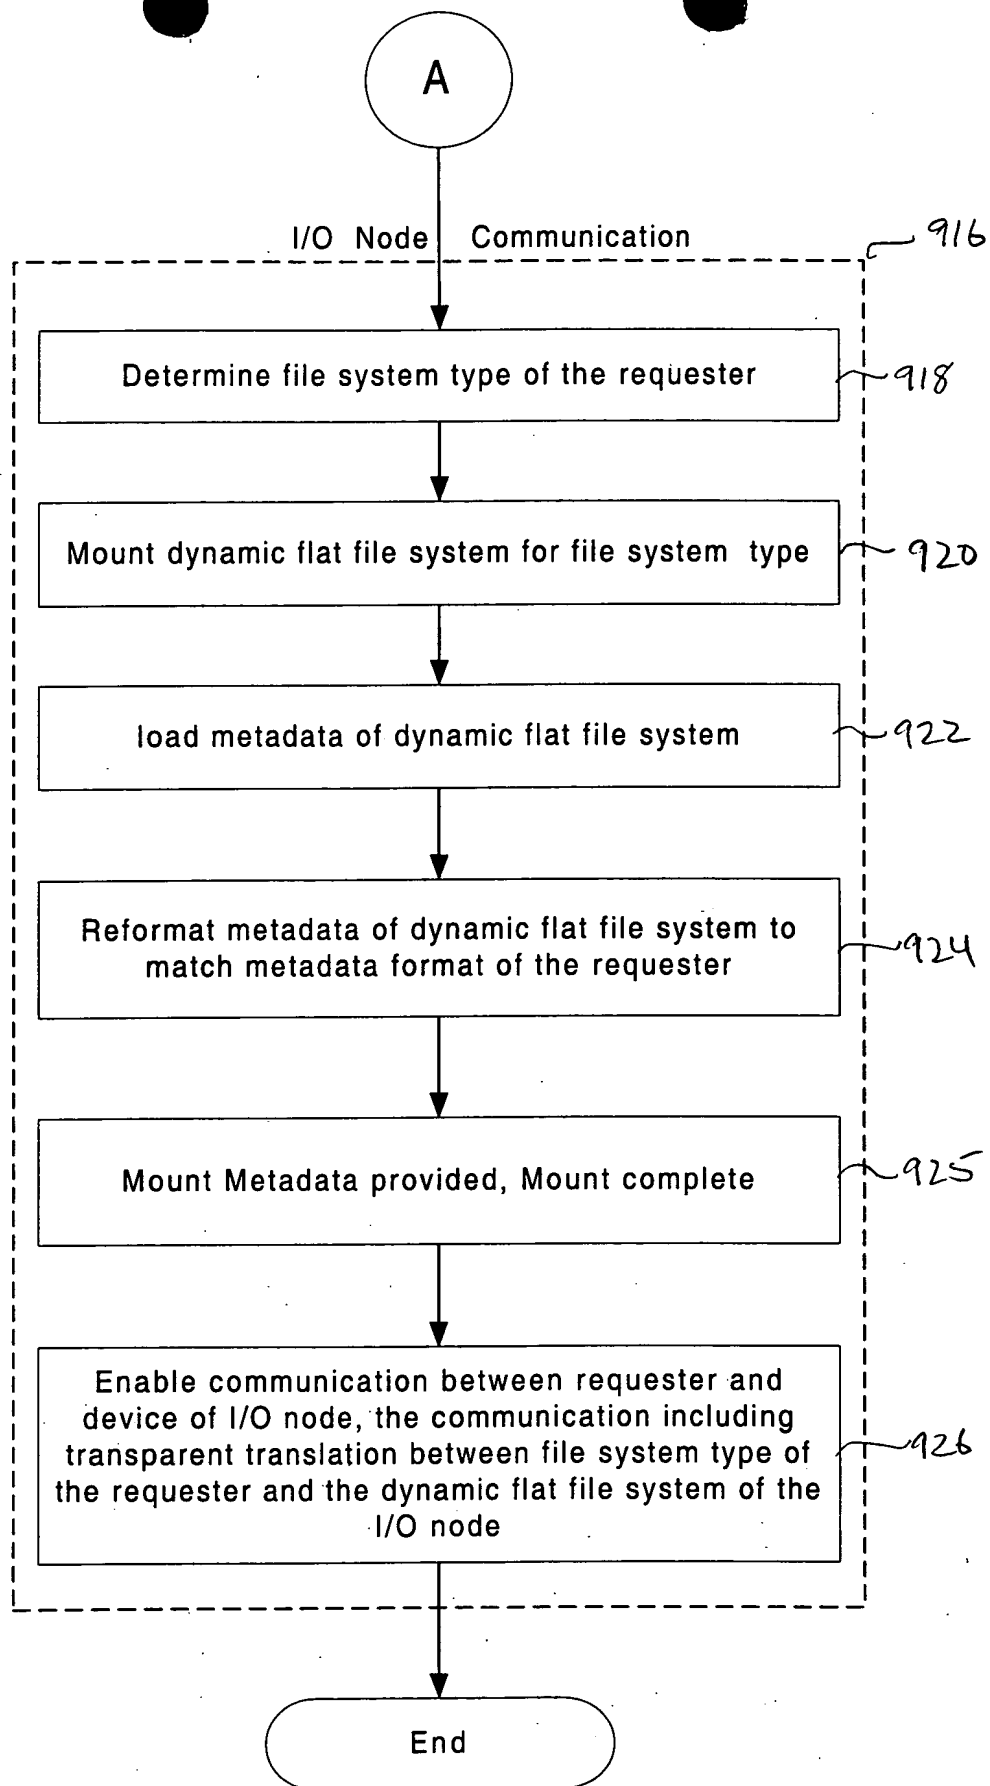 A
I/O Node Communication
916
Determine file system type of the requester
918
Mount dynamic flat file system for file system type
920
load metadata of dynamic flat file system
922
Reformat metadata of dynamic flat file system to
match metadata format of the requester
924
Mount Metadata provided, Mount complete
925
Enable communication between requester and
device of I/O node, the communication including
transparent translation between file system type of
the requester and the dynamic flat file system of the
I/O node
926
End